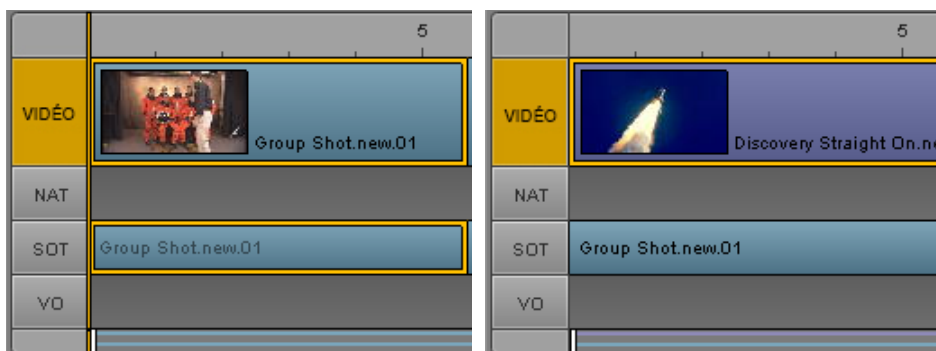 5
VIDÉO
Group Shot.new.01
NAT
SOT
Group Shot.new.01
VO
5
VIDÉO
Discovery Straight On.ne
NAT
SOT
Group Shot.new.01
VO